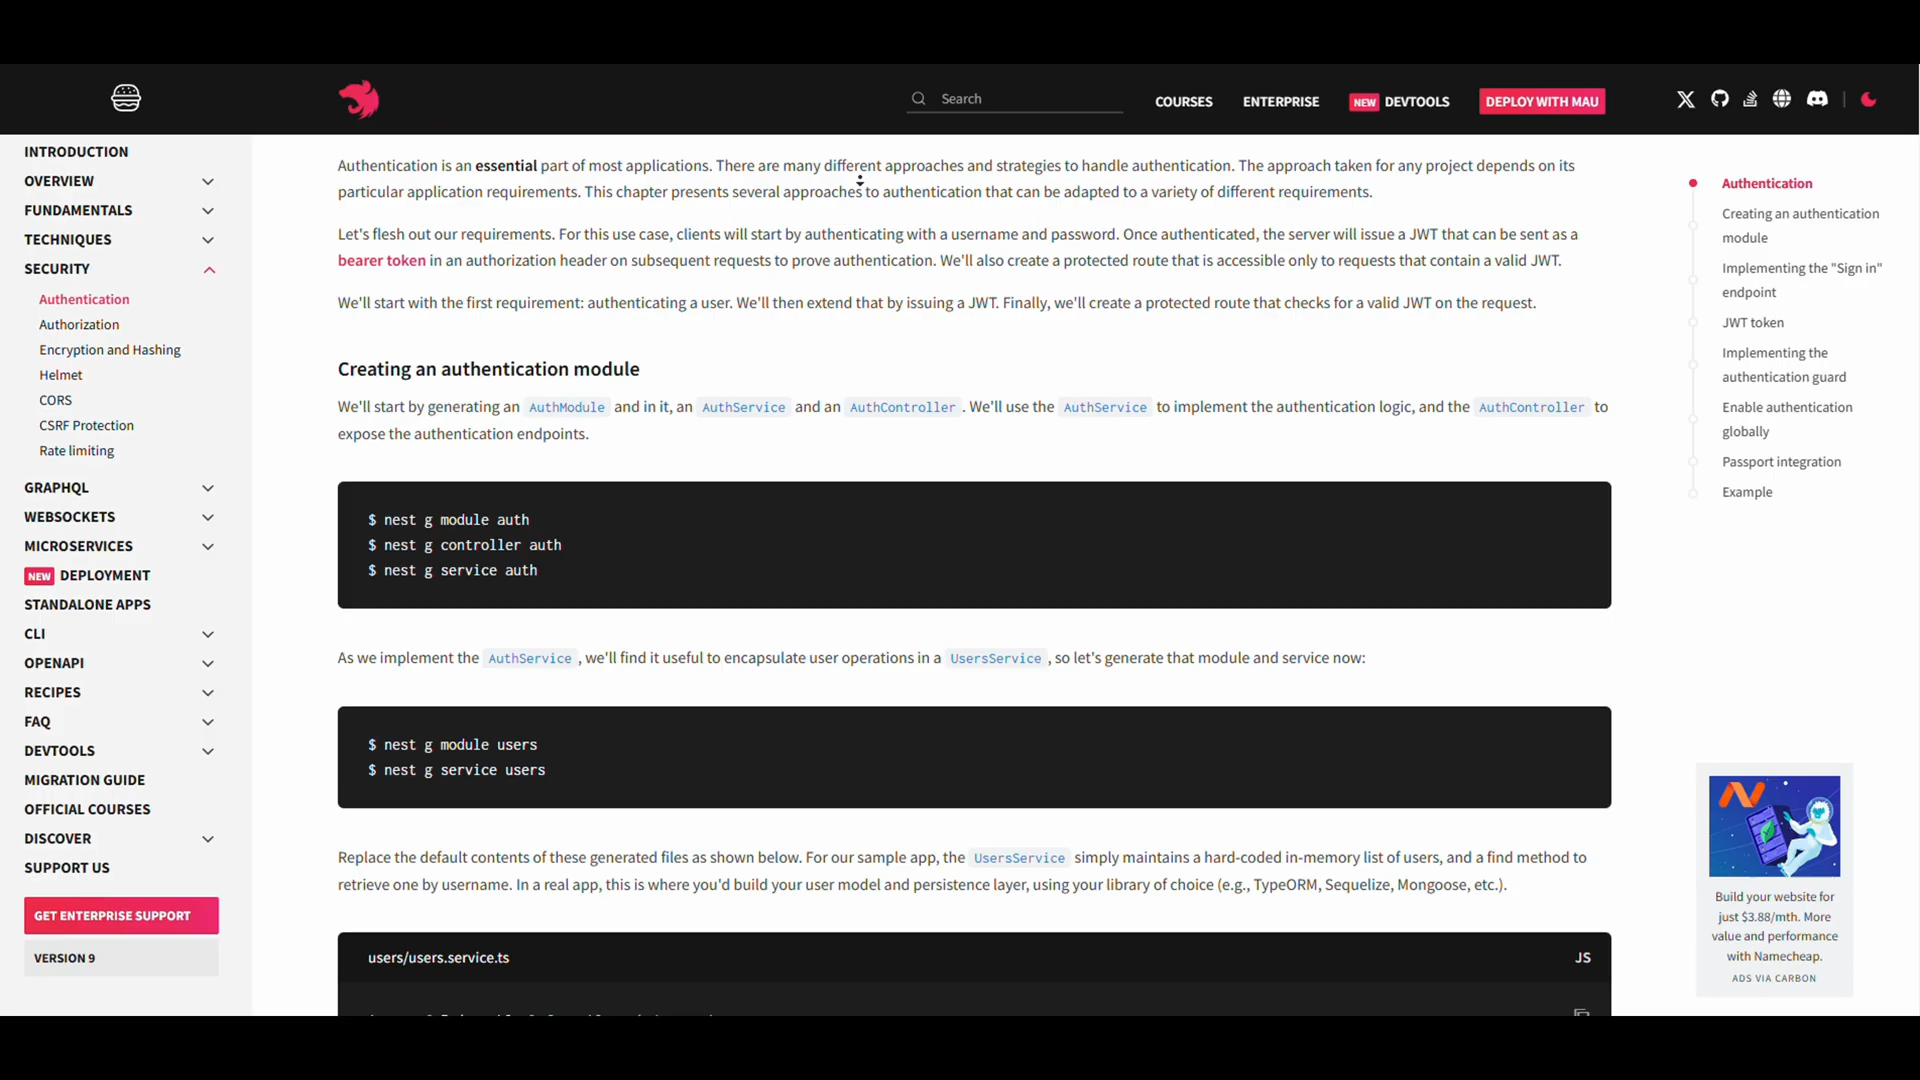 Search
COURSES
ENTERPRISE
NEW DEVTOOLS
DEPLOY WITH MAU
INTRODUCTION
OVERVIEW
FUNDAMENTALS
TECHNIQUES
SECURITY
Authentication
Authorization
Encryption and Hashing
Helmet
CORS
CSRF Protection
Rate limiting
GRAPHQL
WEBSOCKETS
MICROSERVICES
NEW DEPLOYMENT
STANDALONE APPS
CLI
OPENAPI
RECIPES
FAQ
DEVTOOLS
MIGRATION GUIDE
OFFICIAL COURSES
DISCOVER
SUPPORT US
GET ENTERPRISE SUPPORT
VERSION 9
Authentication is an essential part of most applications. There are many different approaches and strategies to handle authentication. The approach taken for any project depends on its
particular application requirements. This chapter presents several approaches to authentication that can be adapted to a variety of different requirements.
Let's flesh out our requirements. For this use case, clients will start by authenticating with a username and password. Once authenticated, the server will issue a JWT that can be sent as a
bearer token in an authorization header on subsequent requests to prove authentication. We'll also create a protected route that is accessible only to requests that contain a valid JWT.
We'll start with the first requirement: authenticating a user. We'll then extend that by issuing a JWT. Finally, we'll create a protected route that checks for a valid JWT on the request.
Creating an authentication module
We'll start by generating an AuthModule and in it, an AuthService and an AuthController. We'll use the AuthService to implement the authentication logic, and the AuthController to
expose the authentication endpoints.
$ nest g module auth
$ nest g controller auth
$ nest g service auth
As we implement the AuthService, we'll find it useful to encapsulate user operations in a UsersService, so let's generate that module and service now:
$ nest g module users
$ nest g service users
Replace the default contents of these generated files as shown below. For our sample app, the UsersService simply maintains a hard-coded in-memory list of users, and a find method to
retrieve one by username. In a real app, this is where you'd build your user model and persistence layer, using your library of choice (e.g., TypeORM, Sequelize, Mongoose, etc.).
users/users.service.ts
JS
Authentication
Creating an authentication
module
Implementing the "Sign in"
endpoint
JWT token
Implementing the
authentication guard
Enable authentication
globally
Passport integration
Example
Build your website for
just $3.88/mth. More
value and performance
with Namecheap.
ADS VIA CARBON